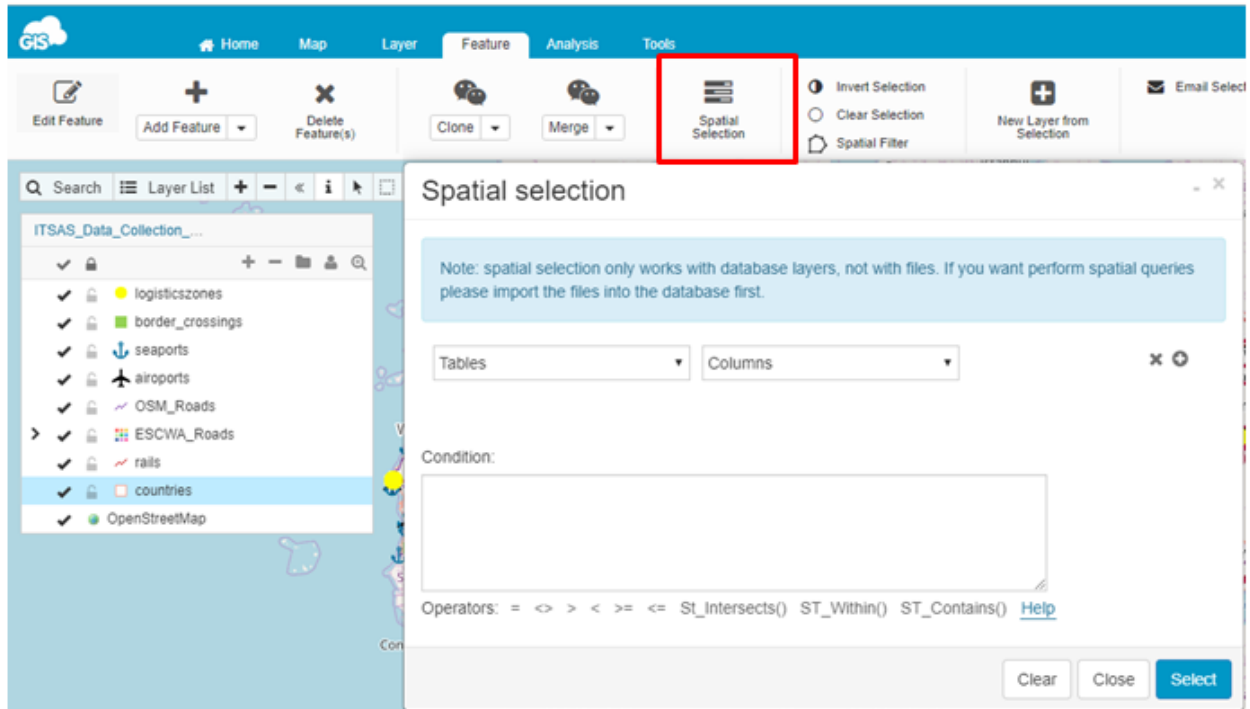 GIS
Home Map Layer Feature Analysis Tools
Edit Feature
Add Feature
Delete
Feature(s)
Clone
Merge
Spatial
Selection
Invert Selection
Clear Selection
Spatial Filter
New Layer from
Selection
Email Select
Search Layer List
ITSAS_Data_Collection_...
logisticszones
border_crossings
seaports
airoports
OSM_Roads
ESCWA_Roads
rails
countries
OpenStreetMap
Spatial selection
Note: spatial selection only works with database layers, not with files. If you want perform spatial queries
please import the files into the database first.
Tables Columns
Condition:
Operators: = <> > < >= <= St_Intersects() ST_Within() ST_Contains() Help
Clear Close Select
Con